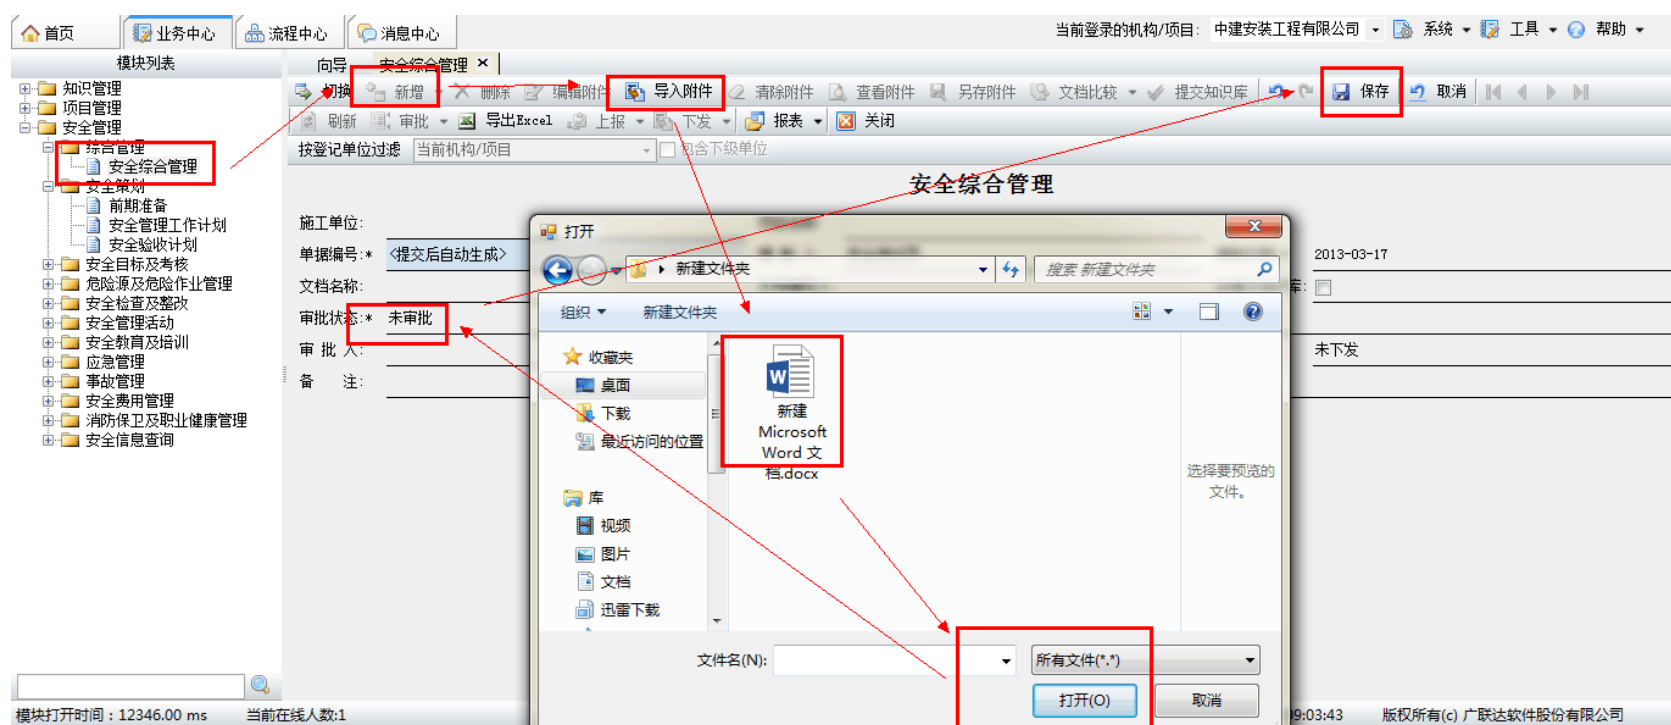 首页 业务中心 流程中心 消息中心 当前登录的机构/项目: 中建安装工程有限公司 系统 工具 帮助
模块列表 向导 安全综合管理
切换 新增 删除 编辑附件 导入附件 清除附件 查看附件 另存附件 文档比较 提交知识库 保存 取消
刷新 审批 导出Excel 上报 下发 报表 关闭
按登记单位过滤 当前机构/项目 包含下级单位
知识管理
项目管理
安全管理
综合管理
安全综合管理
安全策划
前期准备
安全管理工作计划
安全验收计划
安全目标及考核
危险源及危险作业管理
安全检查及整改
安全管理活动
安全教育及培训
应急管理
事故管理
安全费用管理
消防保卫及职业健康管理
安全信息查询
安全综合管理
施工单位:
单据编号:* <提交后自动生成> 2013-03-17
文档名称: 库:
审批状态:* 未审批
审 批 人: 未下发
备 注:
打开
新建文件夹 搜索 新建文件夹
组织 新建文件夹
收藏夹
桌面
下载
最近访问的位置
库
视频
图片
文档
迅雷下载
新建
Microsoft
Word 文
档.docx
选择要预览的
文件。
文件名(N): 所有文件(*.*)
打开(O) 取消
模块打开时间：12346.00 ms 当前在线人数:1 9:03:43 版权所有(c) 广联达软件股份有限公司